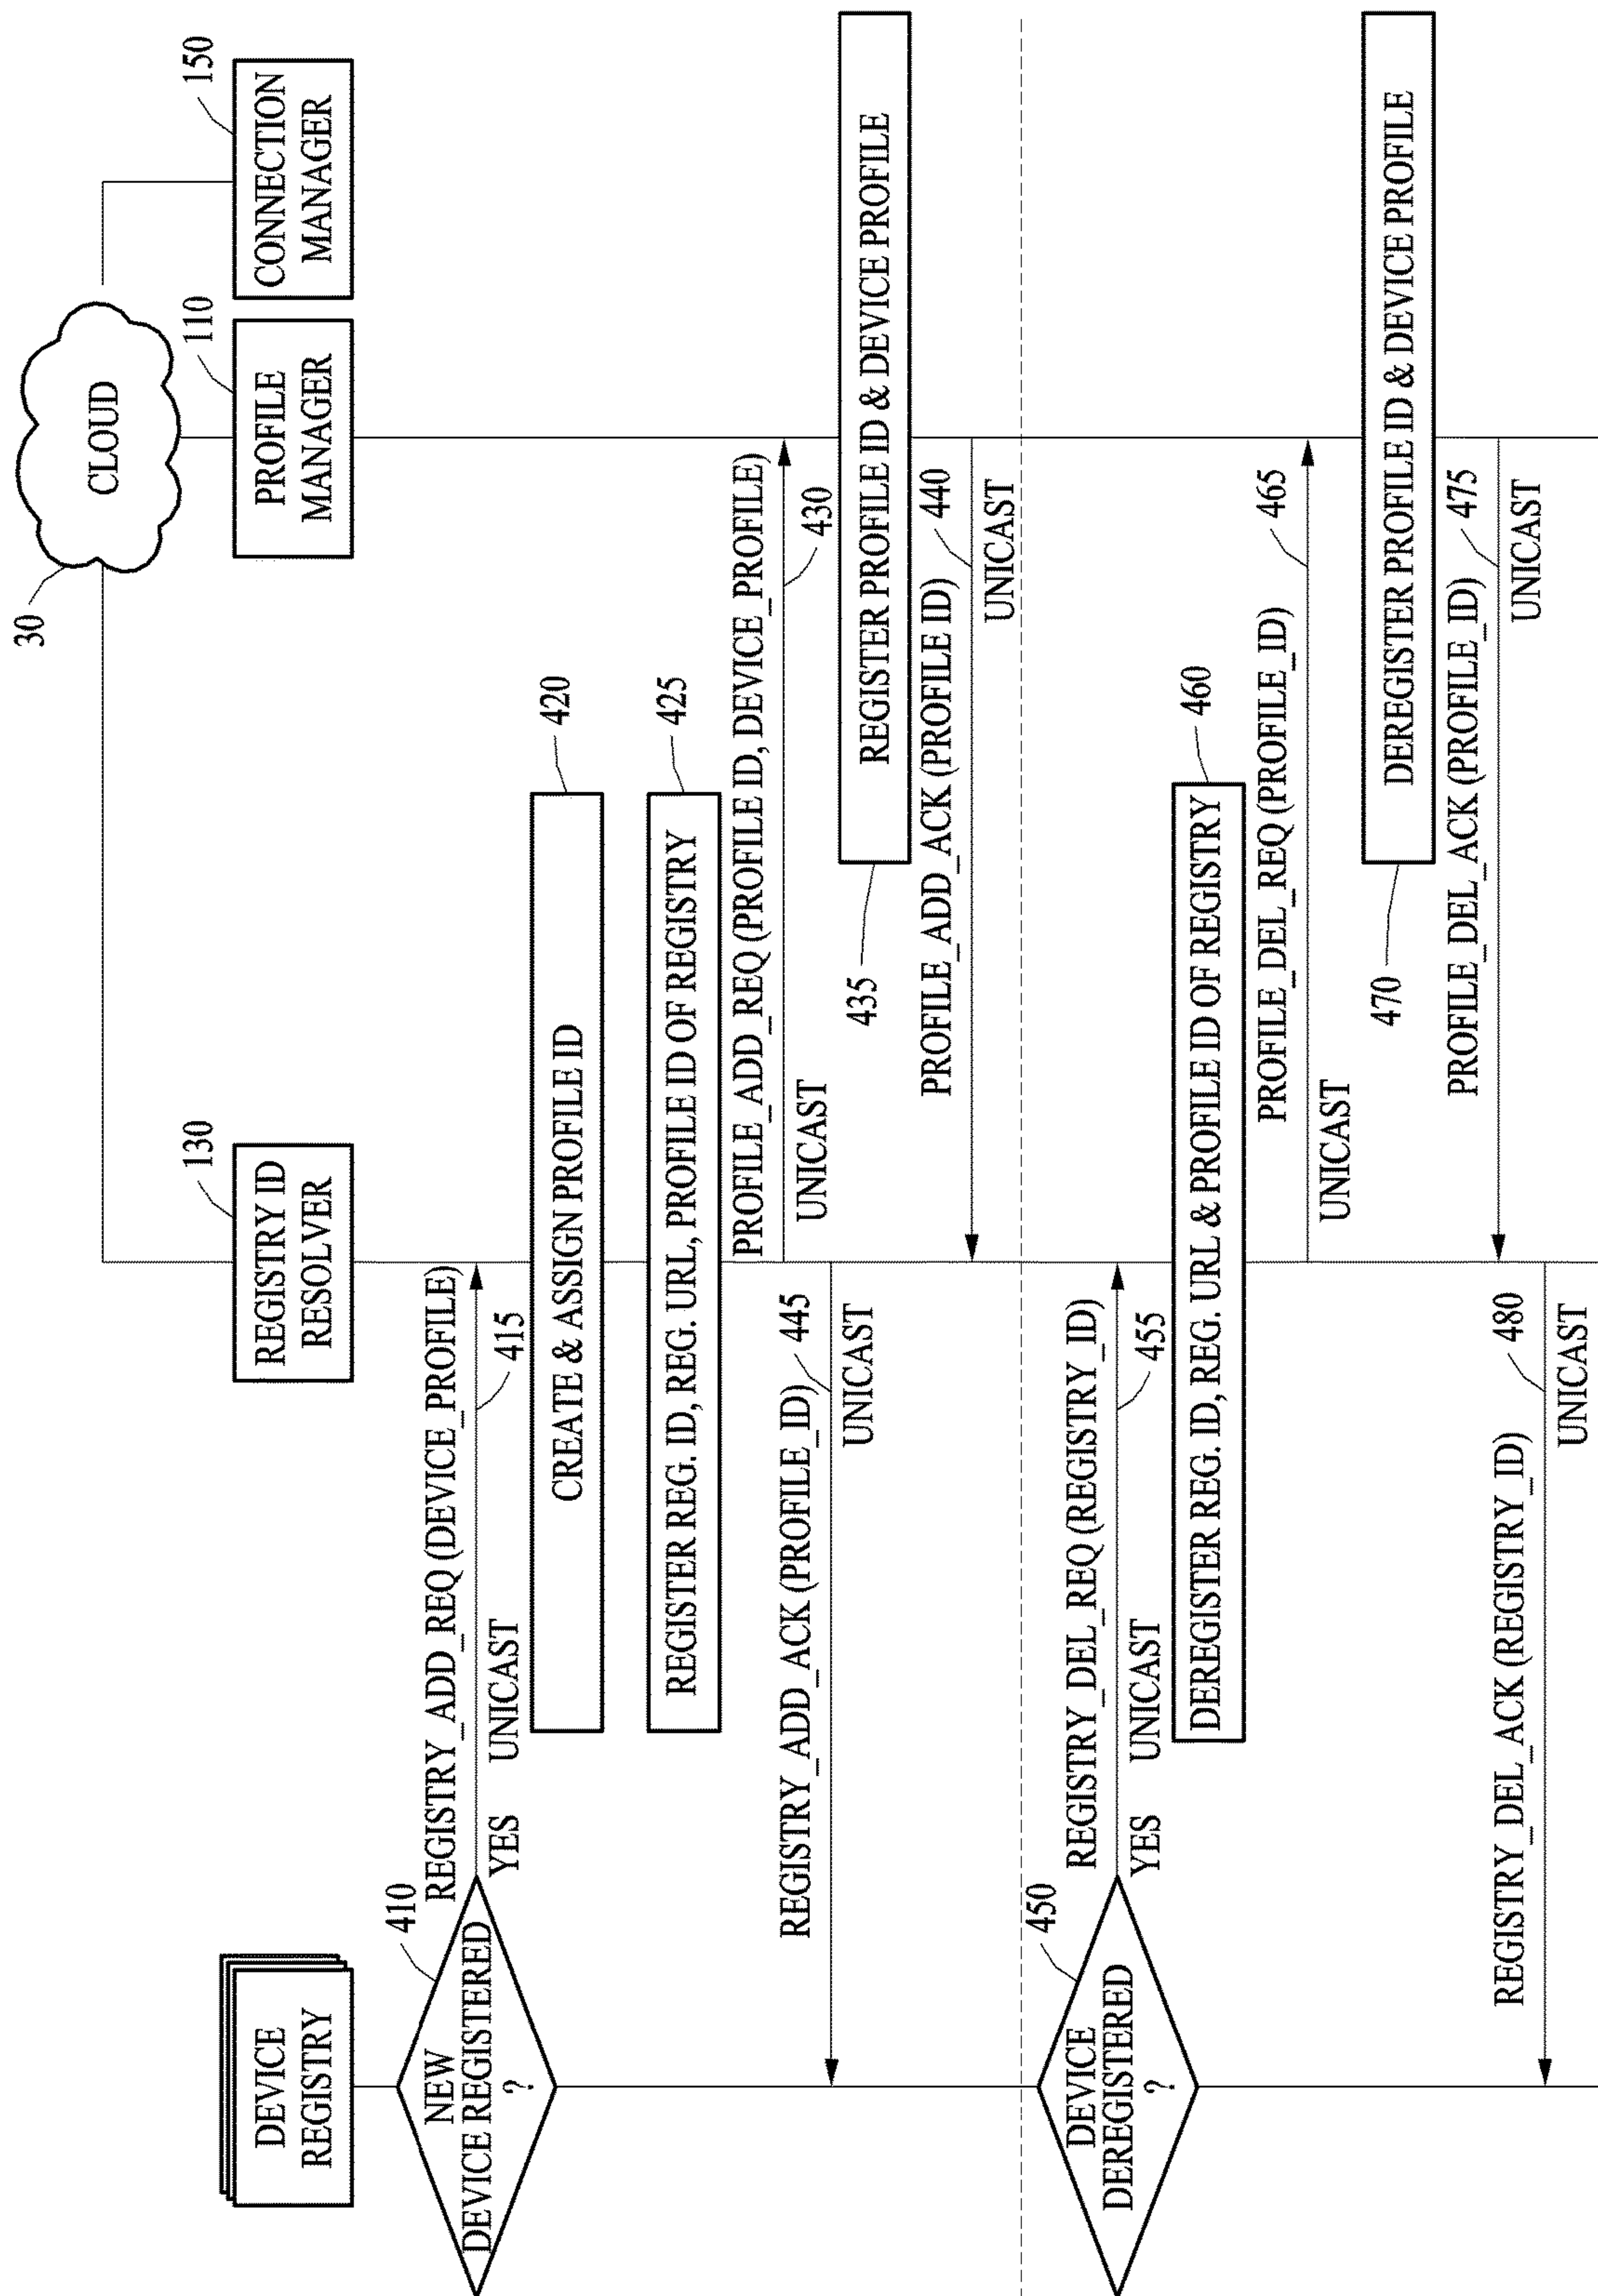 30
CLOUD
DEVICE
REGISTRY
REGISTRY ID
RESOLVER
130
PROFILE
MANAGER
110
CONNECTION
MANAGER
150
NEW
DEVICE REGISTERED
?
410
REGISTRY_ADD_REQ (DEVICE_PROFILE)
YES
UNICAST
415
CREATE & ASSIGN PROFILE ID
420
REGISTER REG. ID, REG. URL, PROFILE ID OF REGISTRY
425
PROFILE_ADD_REQ (PROFILE ID, DEVICE_PROFILE)
UNICAST
430
REGISTRY_ADD_ACK (PROFILE_ID)
445
UNICAST
435
REGISTER PROFILE ID & DEVICE PROFILE
PROFILE_ADD_ACK (PROFILE ID)
440
UNICAST
DEVICE
DEREGISTERED
?
450
REGISTRY_DEL_REQ (REGISTRY_ID)
YES
UNICAST
455
DEREGISTER REG. ID, REG. URL & PROFILE ID OF REGISTRY
460
PROFILE_DEL_REQ (PROFILE_ID)
465
UNICAST
470
DEREGISTER PROFILE ID & DEVICE PROFILE
PROFILE_DEL_ACK (PROFILE_ID)
475
UNICAST
REGISTRY_DEL_ACK (REGISTRY_ID)
480
UNICAST